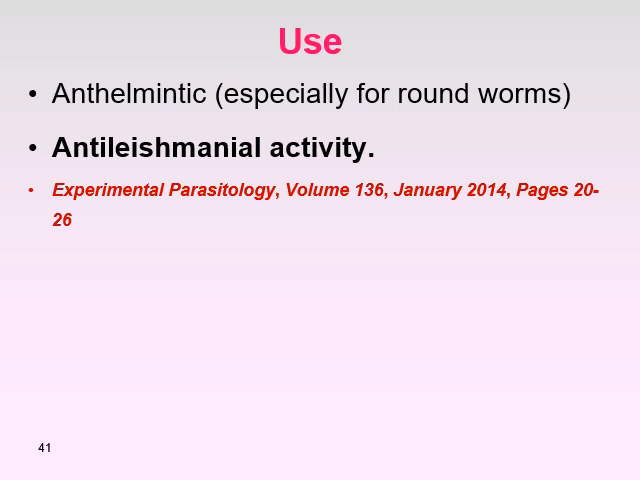 Use
• Anthelmintic (especially for round worms)
• Antileishmanial activity.
• Experimental Parasitology, Volume 136, January 2014, Pages 20-
26
41